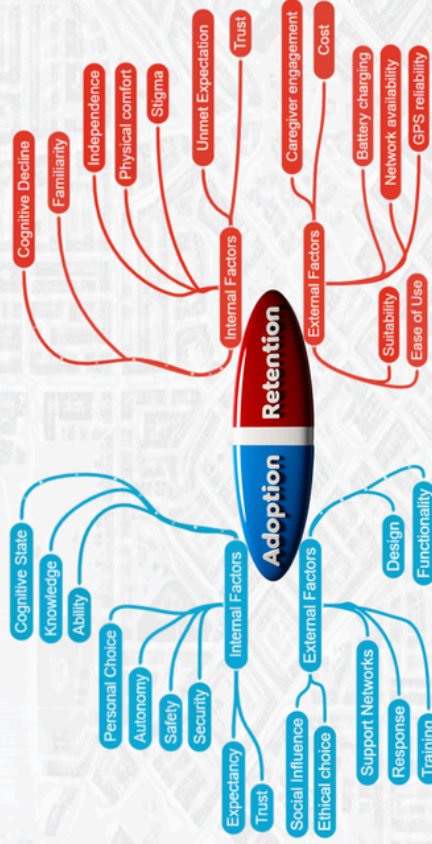 Cognitive State
Knowledge
Ability
Personal Choice
Autonomy
Safety
Security
Expectancy
Trust
Internal Factors
Social Influence
Ethical choice
External Factors
Support Networks
Response
Training
Design
Functionality
Adoption Retention
Cognitive Decline
Familiarity
Independence
Physical comfort
Stigma
Unmet Expectation
Trust
Internal Factors
Caregiver engagement
Cost
External Factors
Battery charging
Network availability
GPS reliability
Suitability
Ease of Use